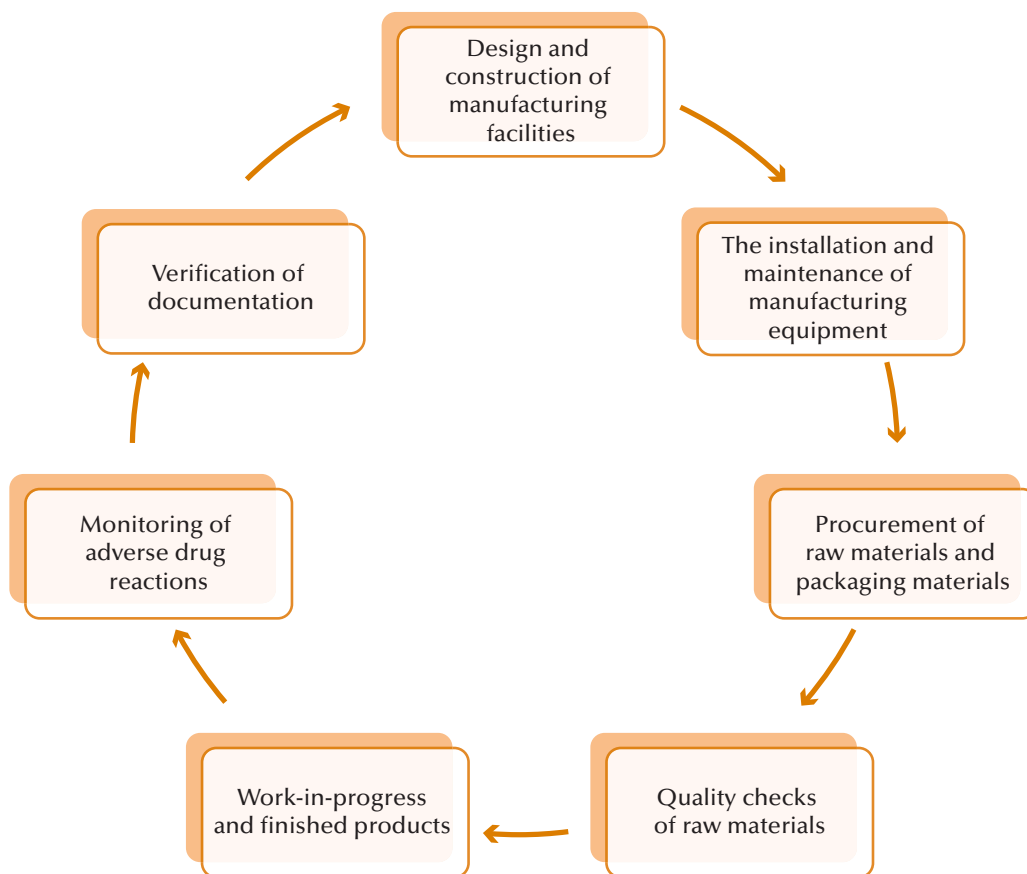 Design and
construction of
manufacturing
facilities
The installation and
maintenance of
manufacturing
equipment
Procurement of
raw materials and
packaging materials
Quality checks
of raw materials
Work-in-progress
and finished products
Monitoring of
adverse drug
reactions
Verification of
documentation